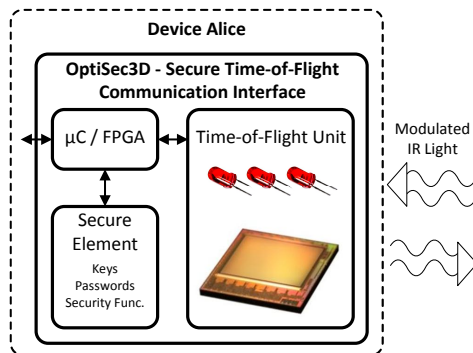 Device Alice
OptiSec3D - Secure Time-of-Flight
Communication Interface
µC / FPGA
Time-of-Flight Unit
Secure
Element
Keys
Passwords
Security Func.
Modulated
IR Light